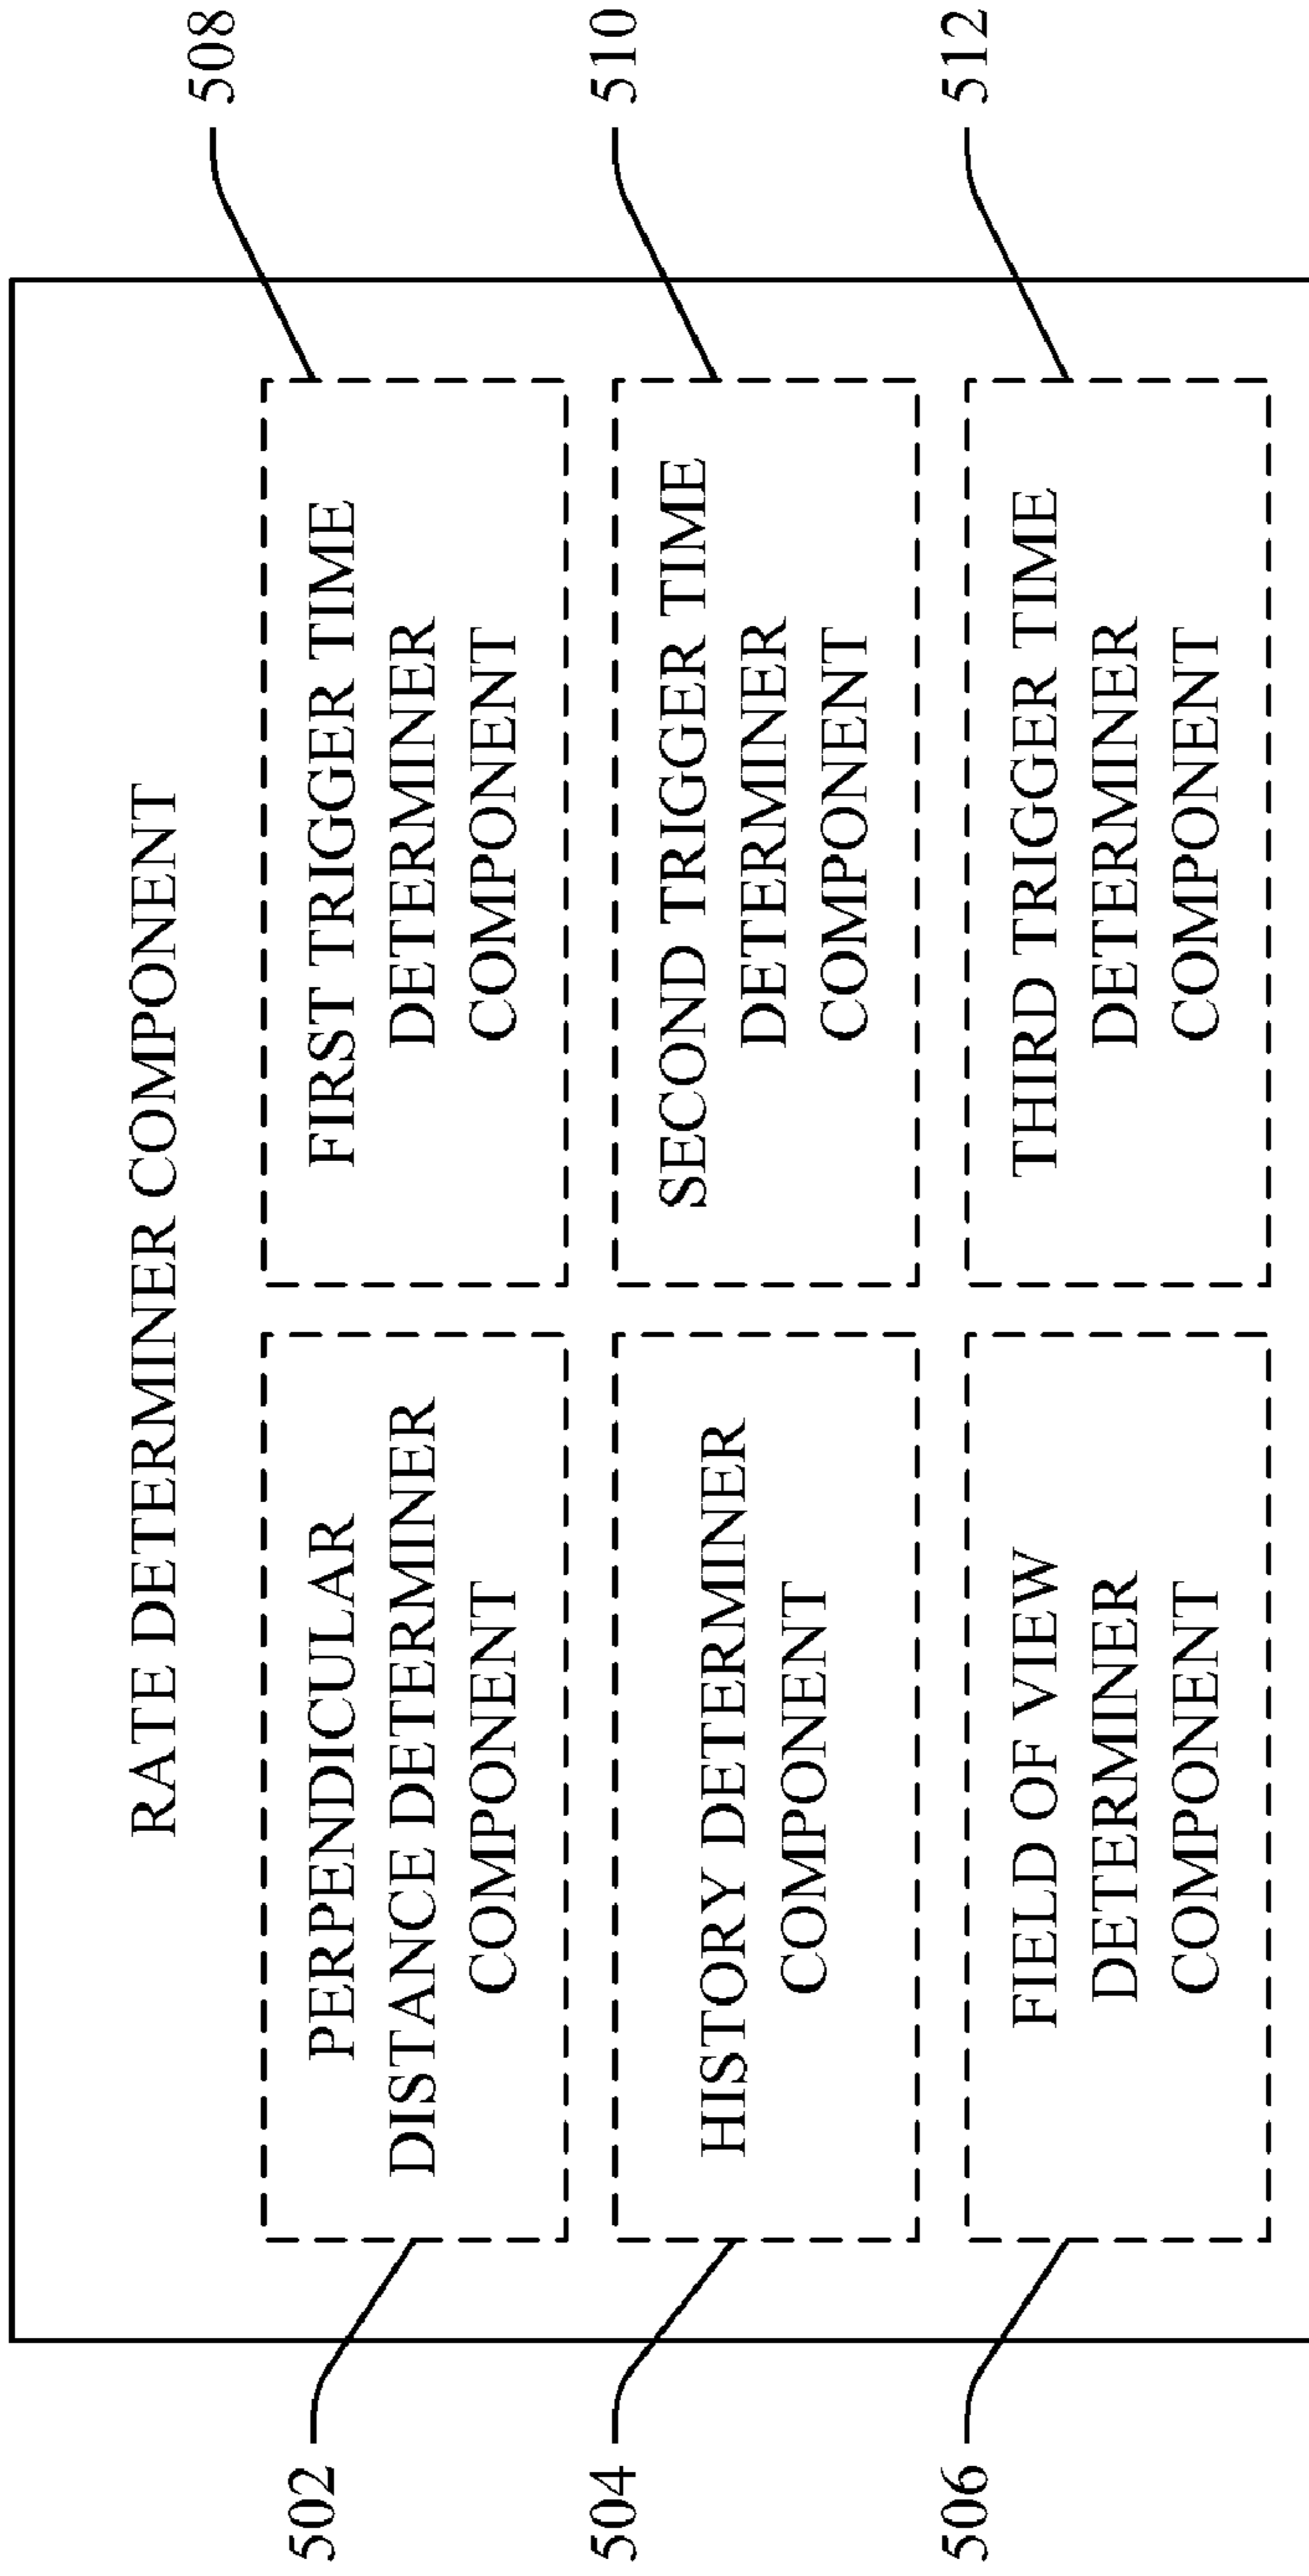 RATE DETERMINER COMPONENT
502
PERPENDICULAR
DISTANCE DETERMINER
COMPONENT
508
FIRST TRIGGER TIME
DETERMINER
COMPONENT
504
HISTORY DETERMINER
COMPONENT
510
SECOND TRIGGER TIME
DETERMINER
COMPONENT
506
FIELD OF VIEW
DETERMINER
COMPONENT
512
THIRD TRIGGER TIME
DETERMINER
COMPONENT